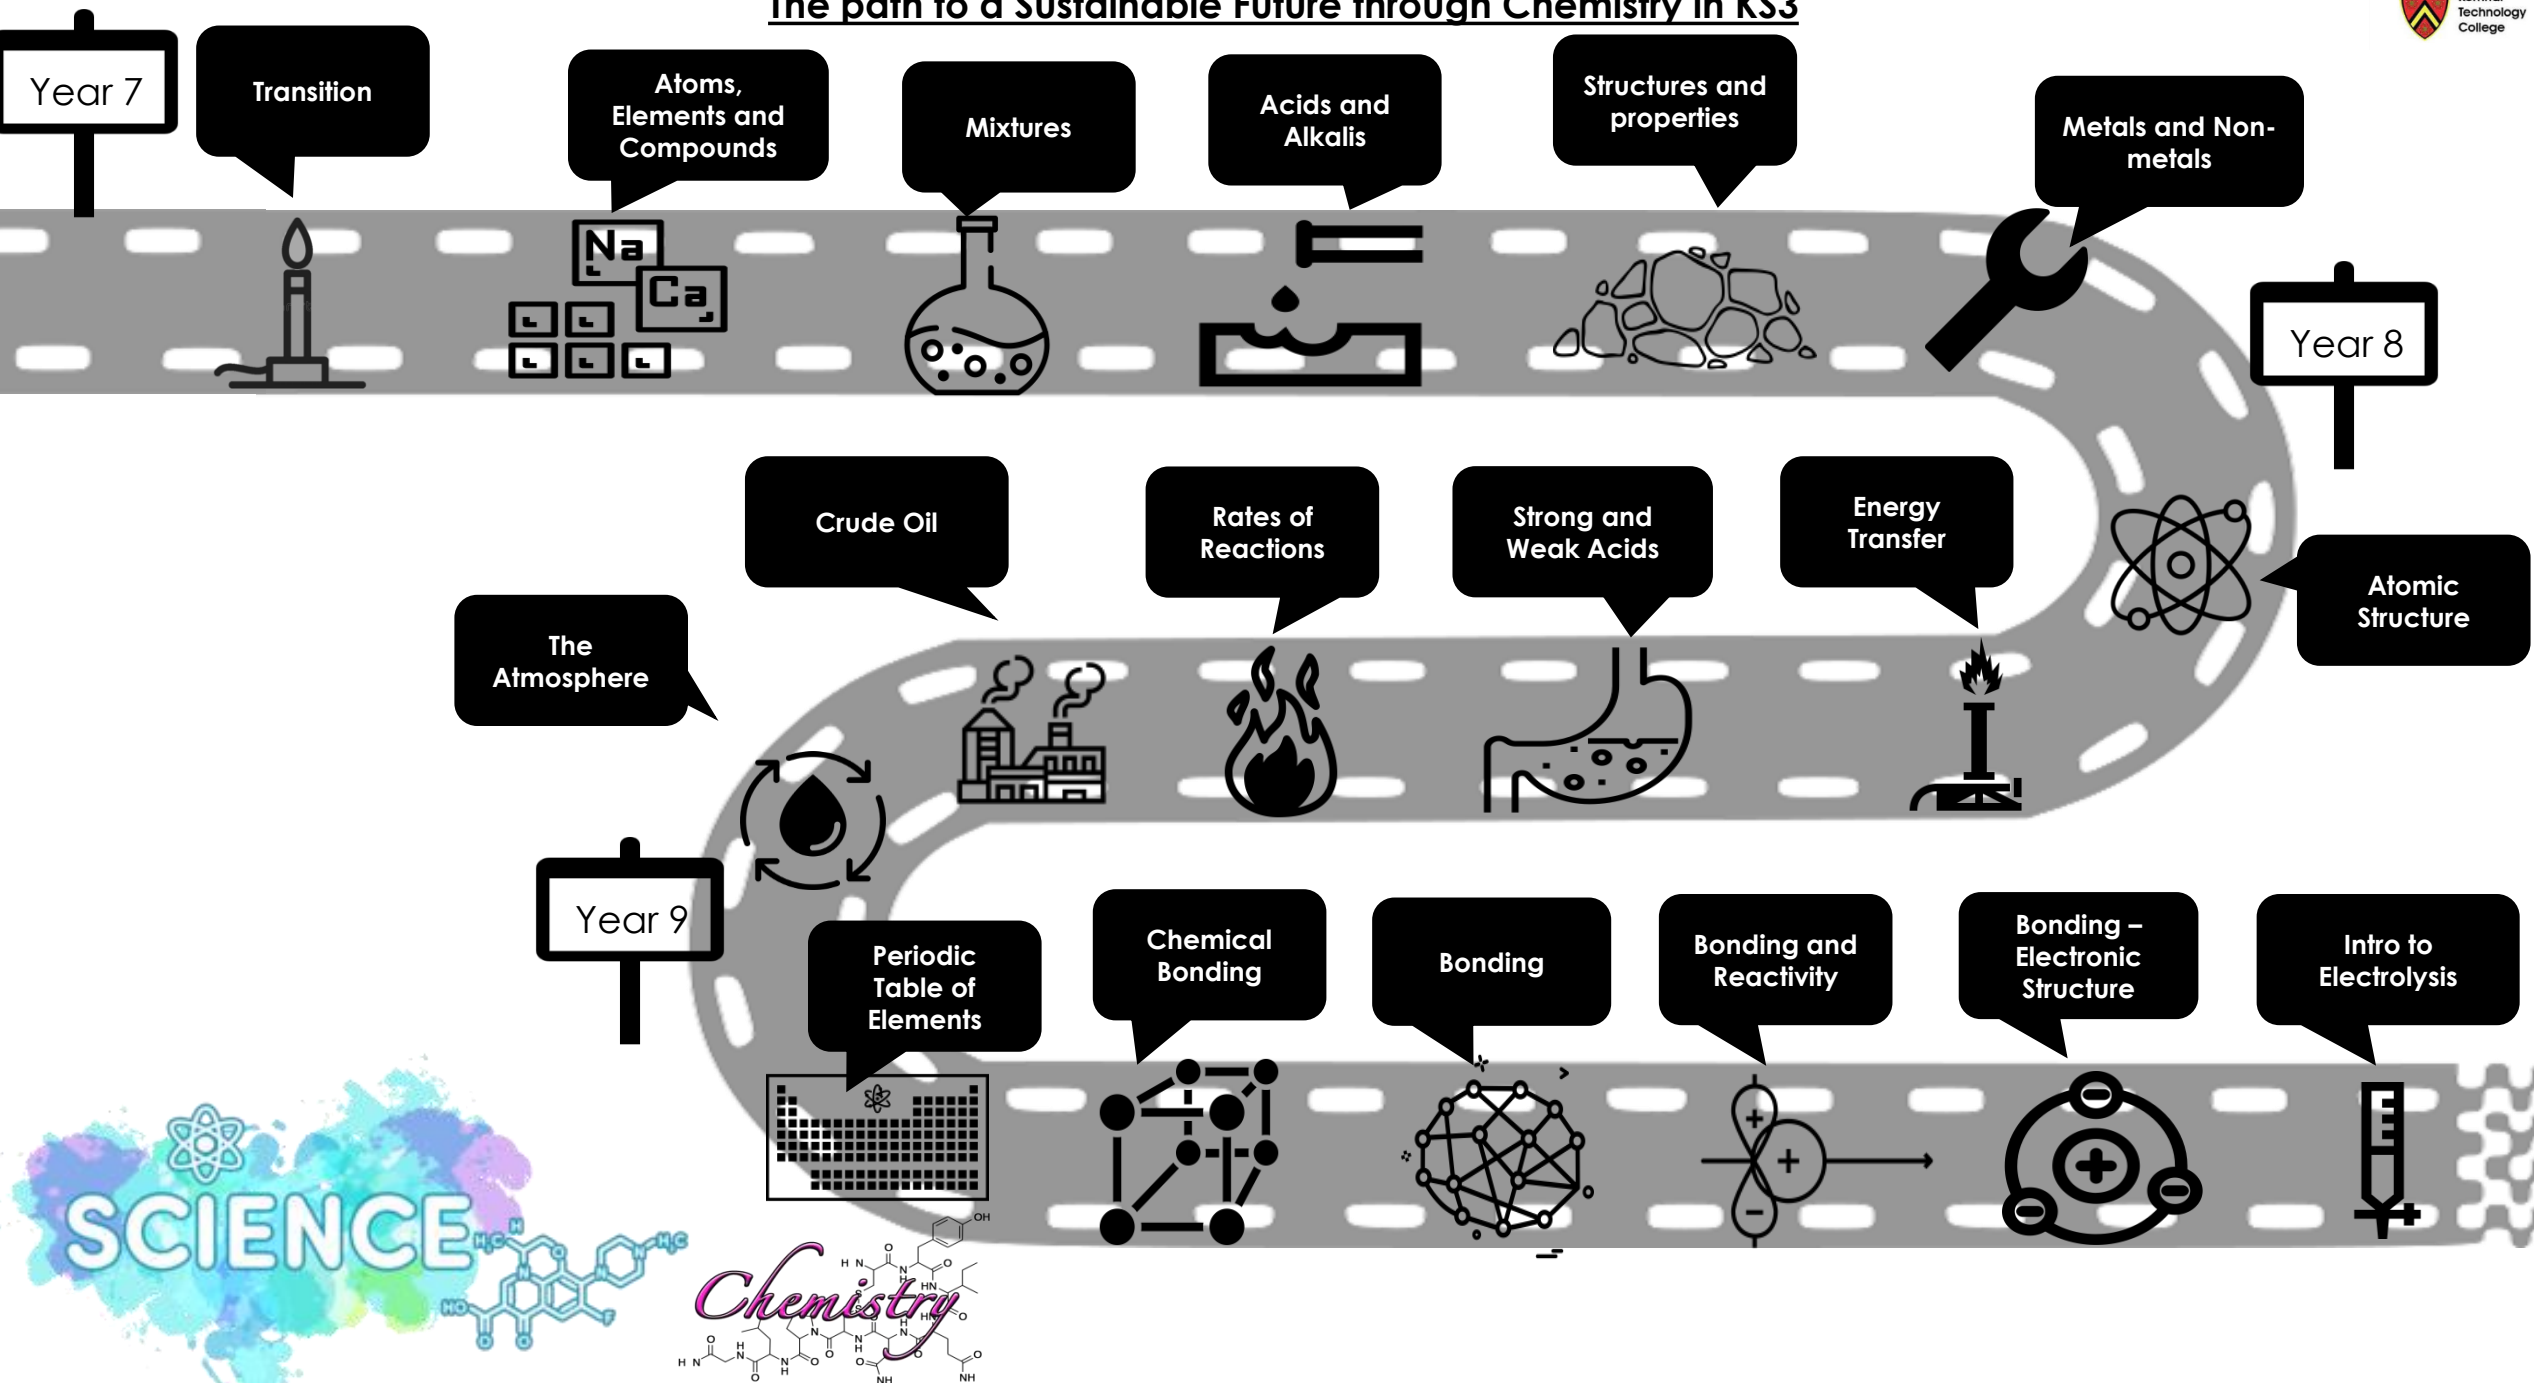 The path to a Sustainable Future through Chemistry in KS3
Technology
College
Year 7
Transition
Atoms,
Elements and
Compounds
Mixtures
Acids and
Alkalis
Structures and
properties
Metals and Non-
metals
Na
Ca
Year 8
Atomic
Structure
Energy
Transfer
Strong and
Weak Acids
Rates of
Reactions
Crude Oil
The
Atmosphere
Year 9
Periodic
Table of
Elements
Chemical
Bonding
Bonding
Bonding and
Reactivity
Bonding –
Electronic
Structure
Intro to
Electrolysis
SCIENCE
Chemistry